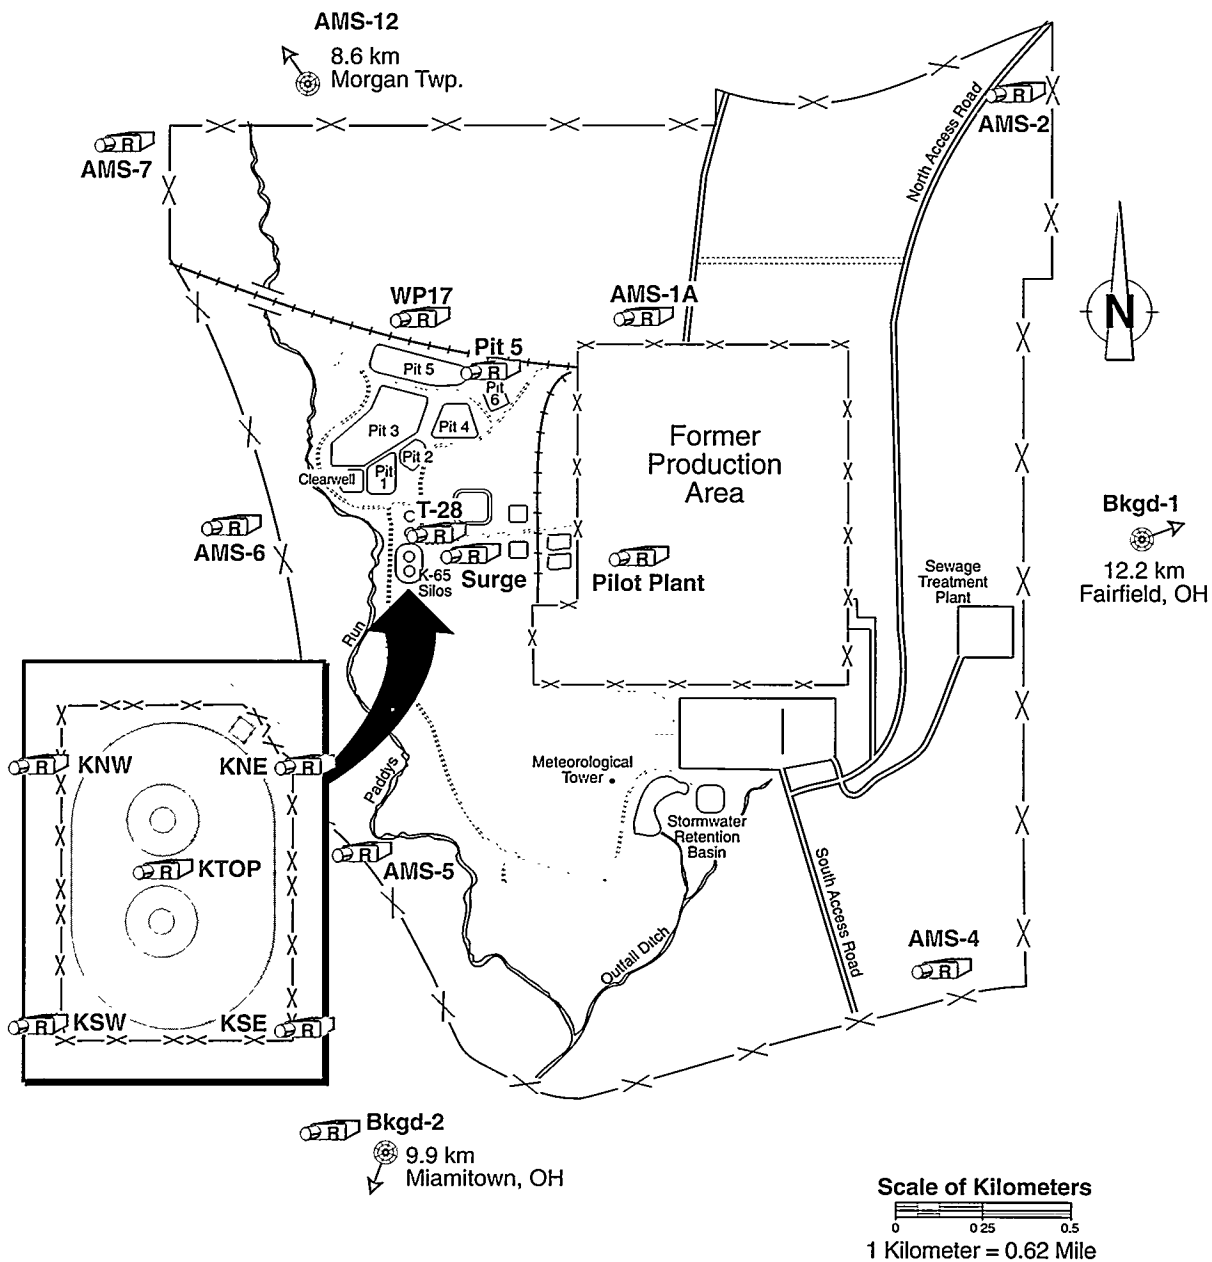 AMS-12
8.6 km
Morgan Twp.
R
AMS-7
R
AMS-2
North Access Road
N
WP17
R
AMS-1A
R
Pit 5
R
Pit 5
Pit
6
Pit 3
Pit 4
Pit 2
Pit
1
Clearwell
Former
Production
Area
T-28
R
R
AMS-6
R
Surge
R
Pilot Plant
K-65
Silos
Bkgd-1
12.2 km
Fairfield, OH
Sewage
Treatment
Plant
Paddys Run
R
KNW
KNE
R
R
KTOP
R
KSW
KSE
R
R
AMS-5
Meteorological
Tower
Stormwater
Retention
Basin
South Access Road
Outfall Ditch
AMS-4
R
Bkgd-2
R
9.9 km
Miamitown, OH
Scale of Kilometers
0 0 25 0.5
1 Kilometer = 0.62 Mile